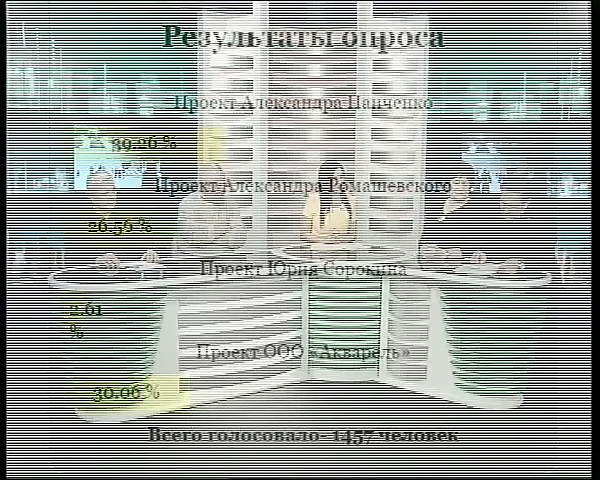 Результаты опроса
Проект Александра Панченко
39.26 %
Проект Александра Ромашевского
26.56 %
Проект Юрия Сорокина
2.61
%
Проект ООО «Акварель»
30.06 %
Всего голосовало- 1457 человек